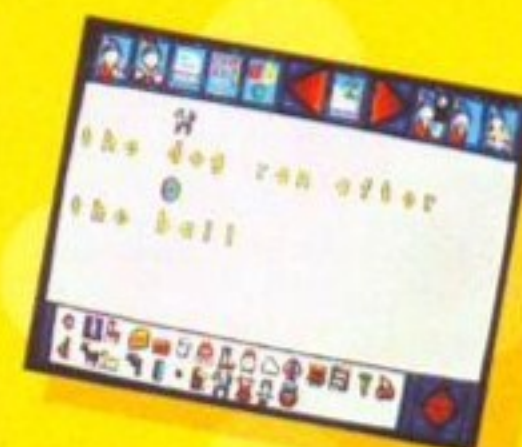 the dog ran after
the ball